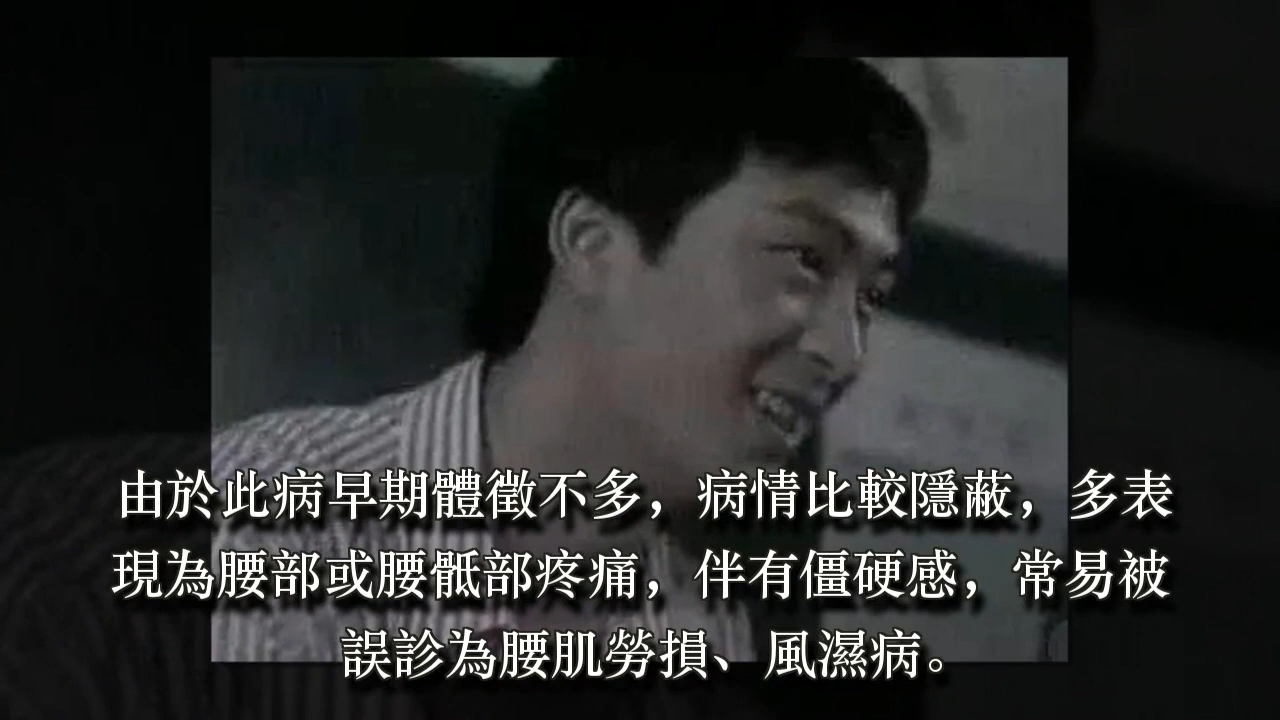 由於此病早期體徵不多，病情比較隱蔽，多表
現為腰部或腰骶部疼痛，伴有僵硬感，常易被
誤診為腰肌勞損、風濕病。